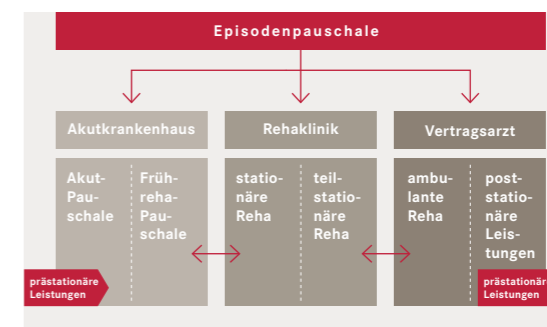 Episodenpauschale
Akutkrankenhaus
Rehaklinik
Vertragsarzt
Akut-
Pau-
schale
Früh-
reha-
Pau-
schale
statio-
näre
Reha
teil-
statio-
näre
Reha
ambu-
lante
Reha
post-
statio-
näre
Leis-
tungen
prästationäre
Leistungen
prästationär
Leistungen